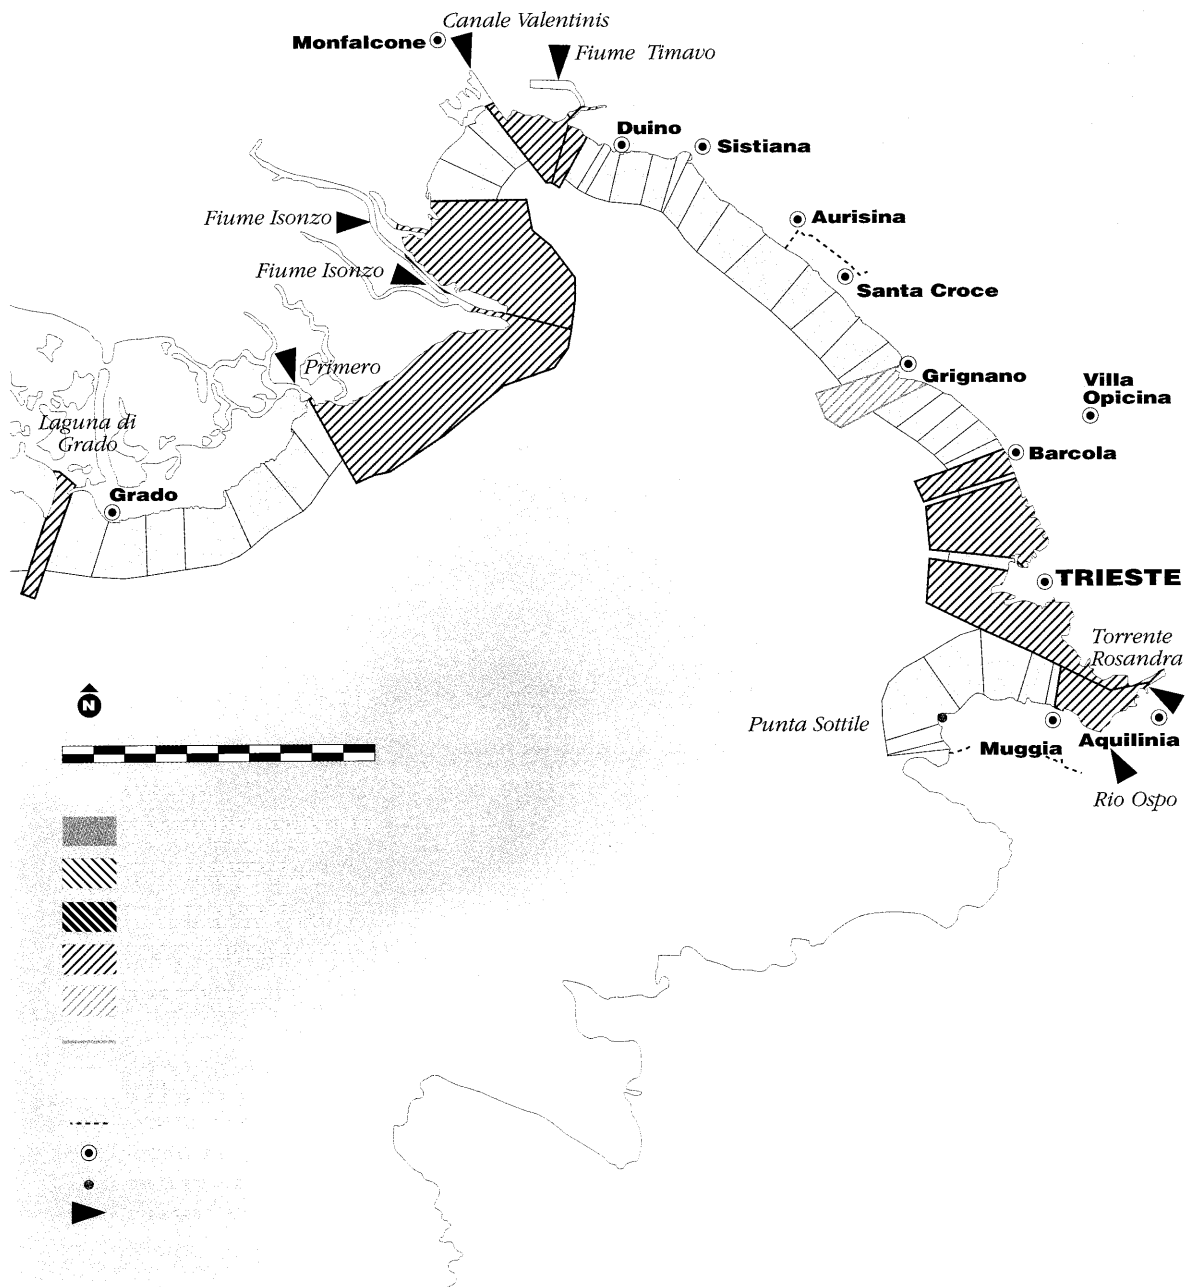 Canale Valentinis
Monfalcone
Fiume Timavo
Duino
Sistiana
Fiume Isonzo
Aurisina
Fiume Isonzo
Santa Croce
Primero
Grignano
Villa
Opicina
Laguna di
Grado
Barcola
Grado
TRIESTE
Torrente
Rosandra
N
Punta Sottile
Muggia
Aquilinia
Rio Ospo